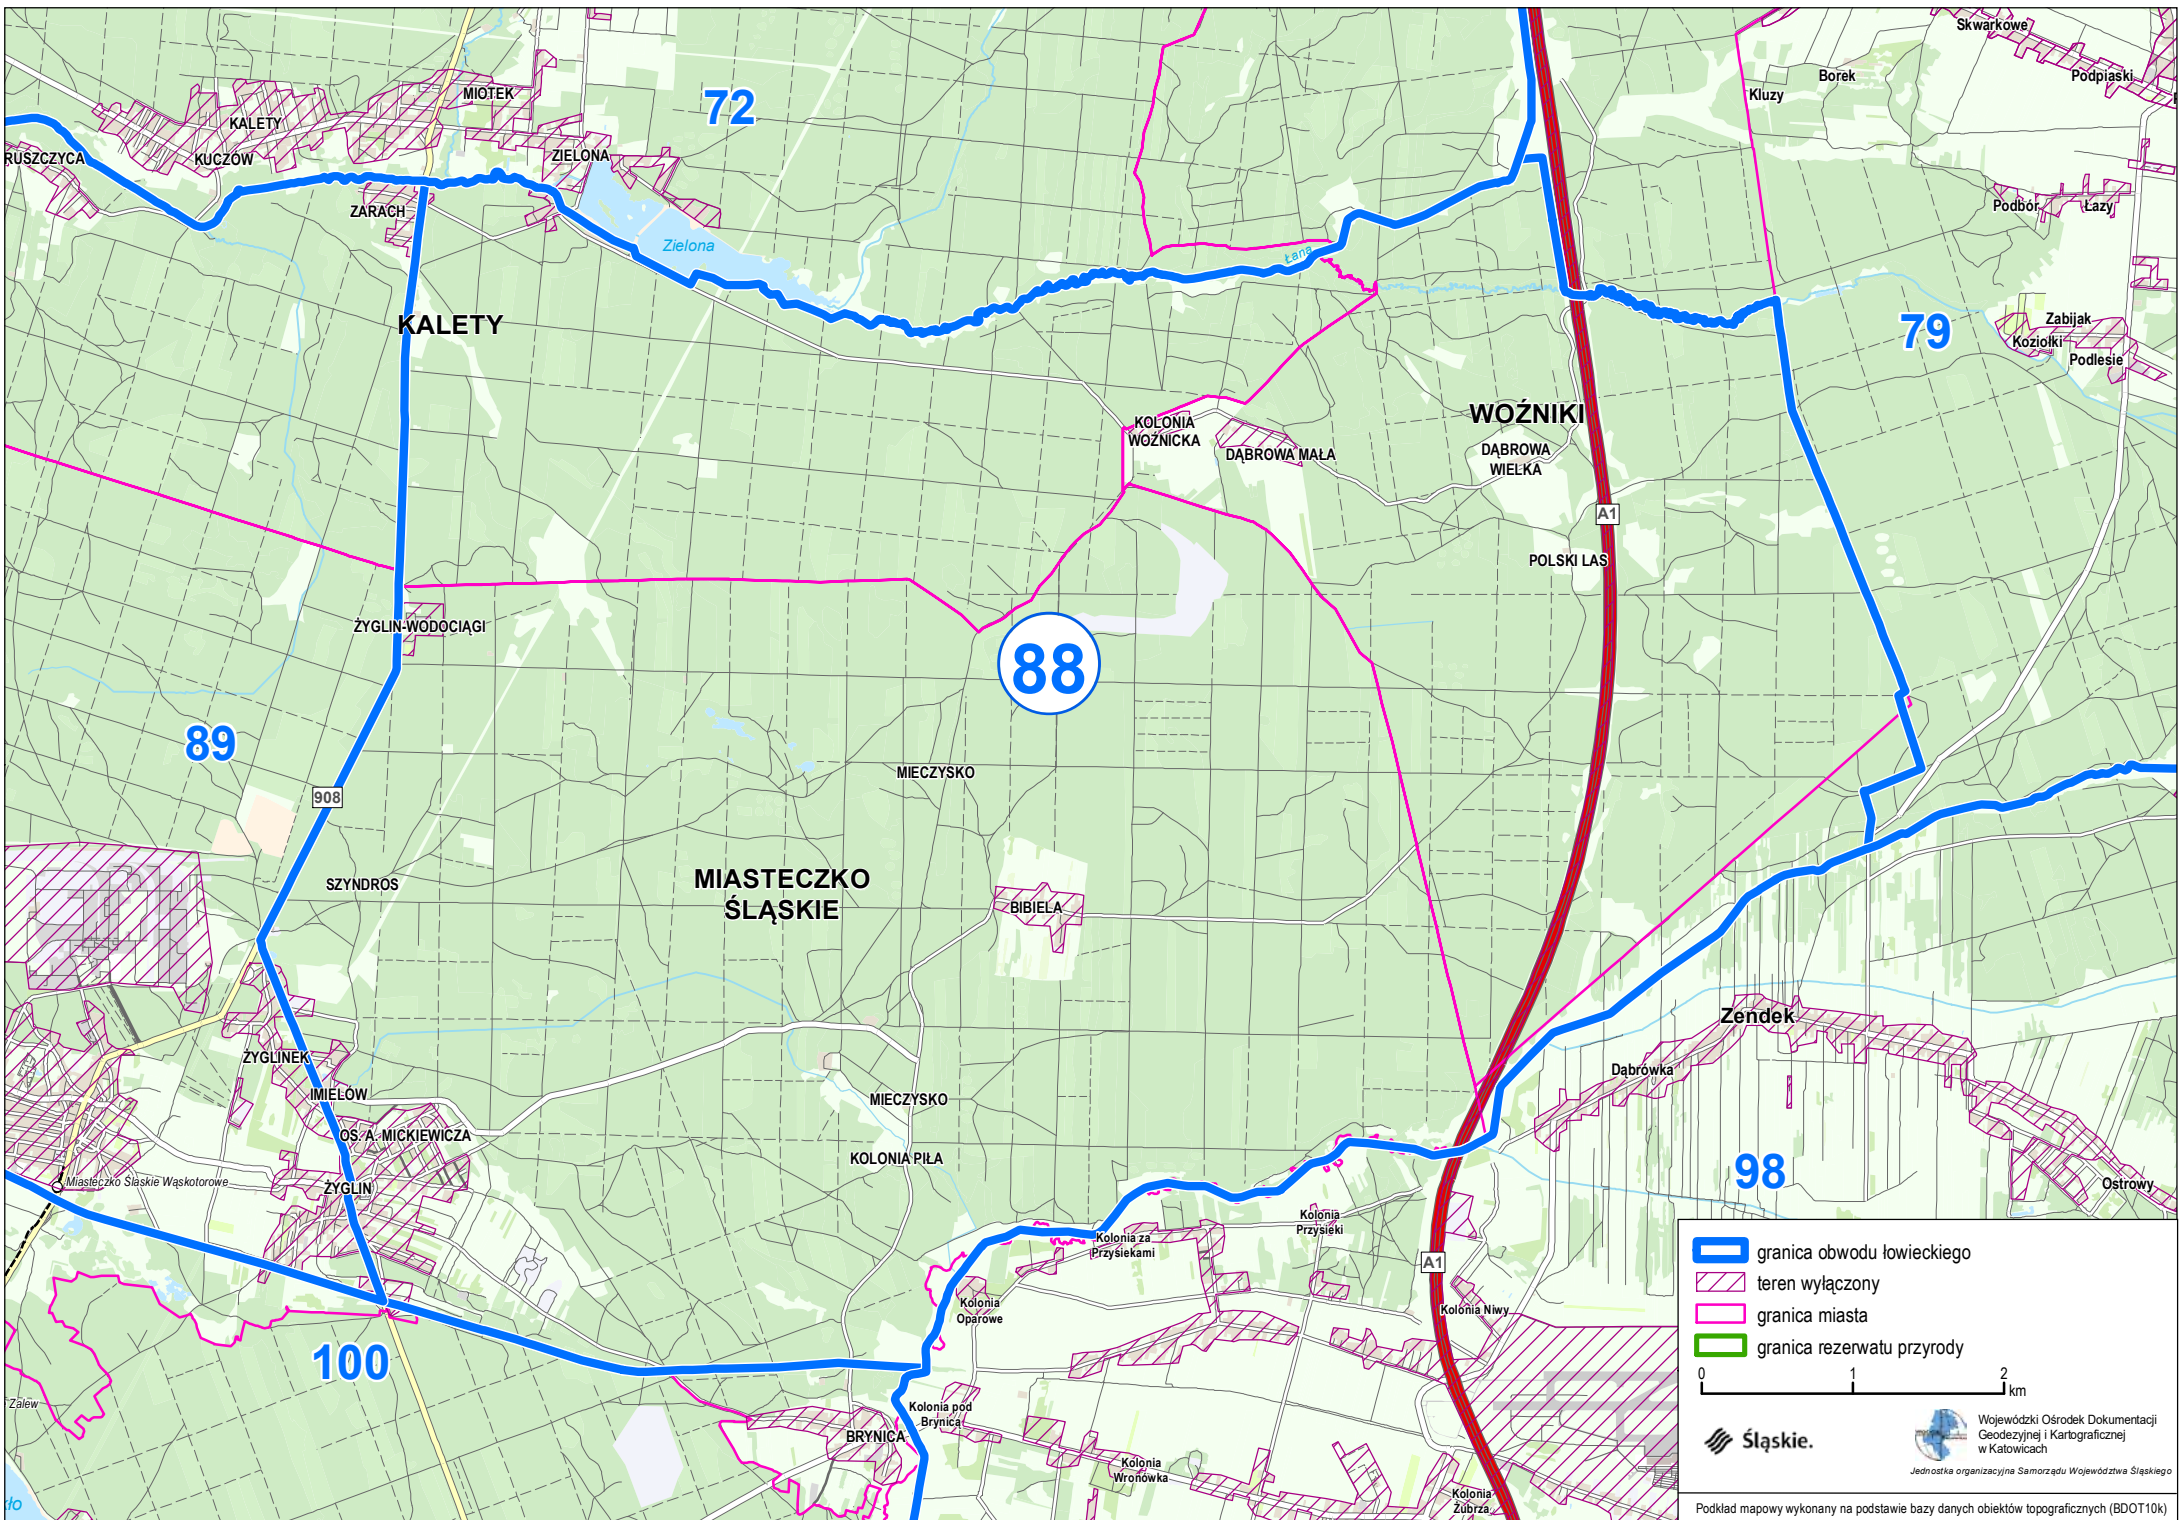 Skwarkowe
Podpiaski
Borek
Kluzy
MIOTEK
72
KALETY
RUSZCZYCA
KUCZÓW
ZIELONA
ZARACH
Podbór
Łazy
Zielona
Łana
KALETY
79
Zabijak
Koziołki
Podlesie
WOŹNIKI
KOLONIA
WOŹNICKA
DĄBROWA MAŁA
DĄBROWA
WIELKA
A1
POLSKI LAS
ŻYGLIN-WODOCIĄGI
88
89
MIECZYSKO
908
SZYNDROS
MIASTECZKO
ŚLĄSKIE
BIBIELA
Zendek
ŻYGLINEK
Dąbrówka
IMIELÓW
MIECZYSKO
OS. A. MICKIEWICZA
KOLONIA PIŁA
98
Miasteczko Śląskie Wąskotorowe
ŻYGLIN
Ostrowy
Kolonia
Przysieki
Kolonia za
Przysiekami
A1
Kolonia
Oparowe
Kolonia Niwy
100
Zalew
Kolonia pod
Brynicą
BRYNICA
Kolonia
Wronówka
Kolonia
Żubrza
granica obwodu łowieckiego
teren wyłączony
granica miasta
granica rezerwatu przyrody
0 1 2
km
Śląskie.
Wojewódzki Ośrodek Dokumentacji
Geodezyjnej i Kartograficznej
w Katowicach
Jednostka organizacyjna Samorządu Województwa Śląskiego
Podkład mapowy wykonany na podstawie bazy danych obiektów topograficznych (BDOT10k)